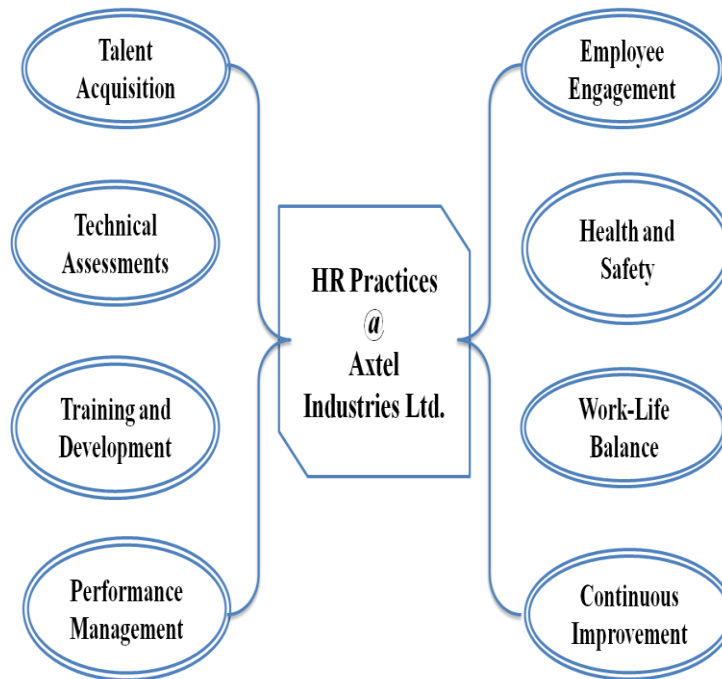 Talent
Acquisition
Technical
Assessments
Training and
Development
Performance
Management
HR Practices
@
Axtel
Industries Ltd.
Employee
Engagement
Health and
Safety
Work-Life
Balance
Continuous
Improvement